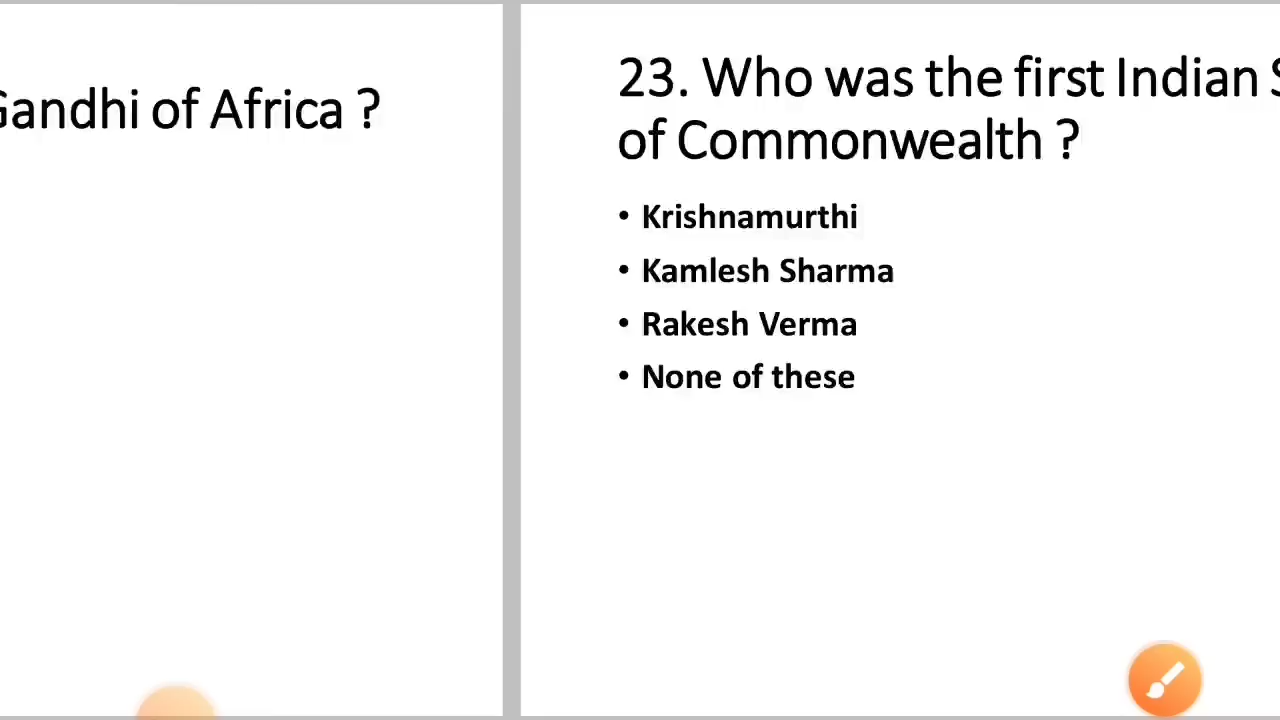 Gandhi of Africa ?
23. Who was the first Indian
of Commonwealth ?
• Krishnamurthi
• Kamlesh Sharma
• Rakesh Verma
• None of these